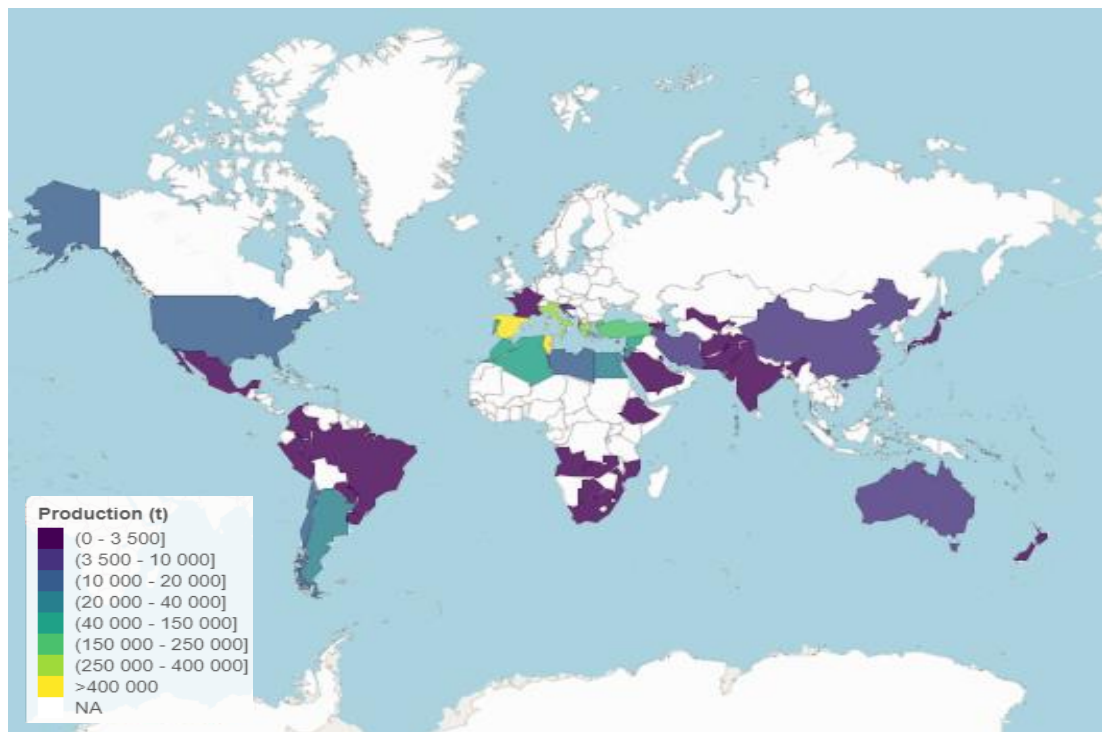 Production (t)
(0 - 3 500]
(3 500 - 10 000]
(10 000 - 20 000]
(20 000 - 40 000]
(40 000 - 150 000]
(150 000 - 250 000]
(250 000 - 400 000]
>400 000
NA